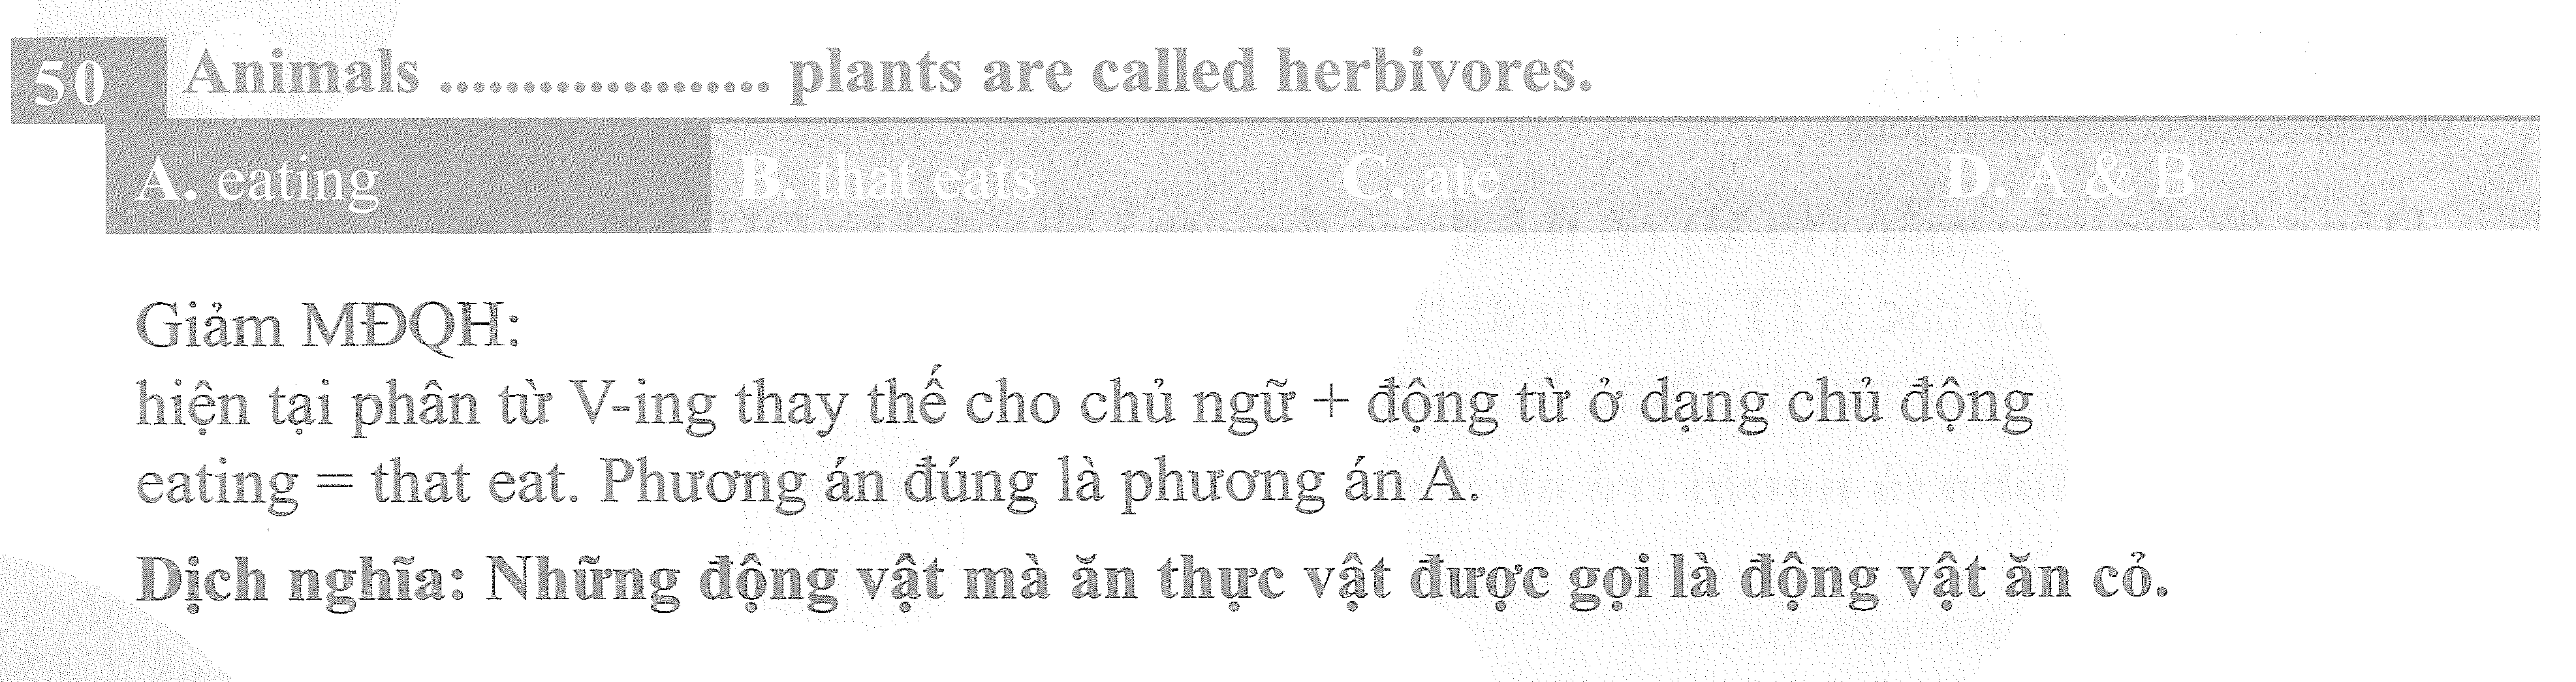 50 Animals .................. plants are called herbivores.
A. eating B. that eats C. ate D. A & B
Giảm MĐQH:
hiện tại phân từ V-ing thay thế cho chủ ngữ + động từ ở dạng chủ động
eating = that eat. Phương án đúng là phương án A.
Dịch nghĩa: Những động vật mà ăn thực vật được gọi là động vật ăn cỏ.